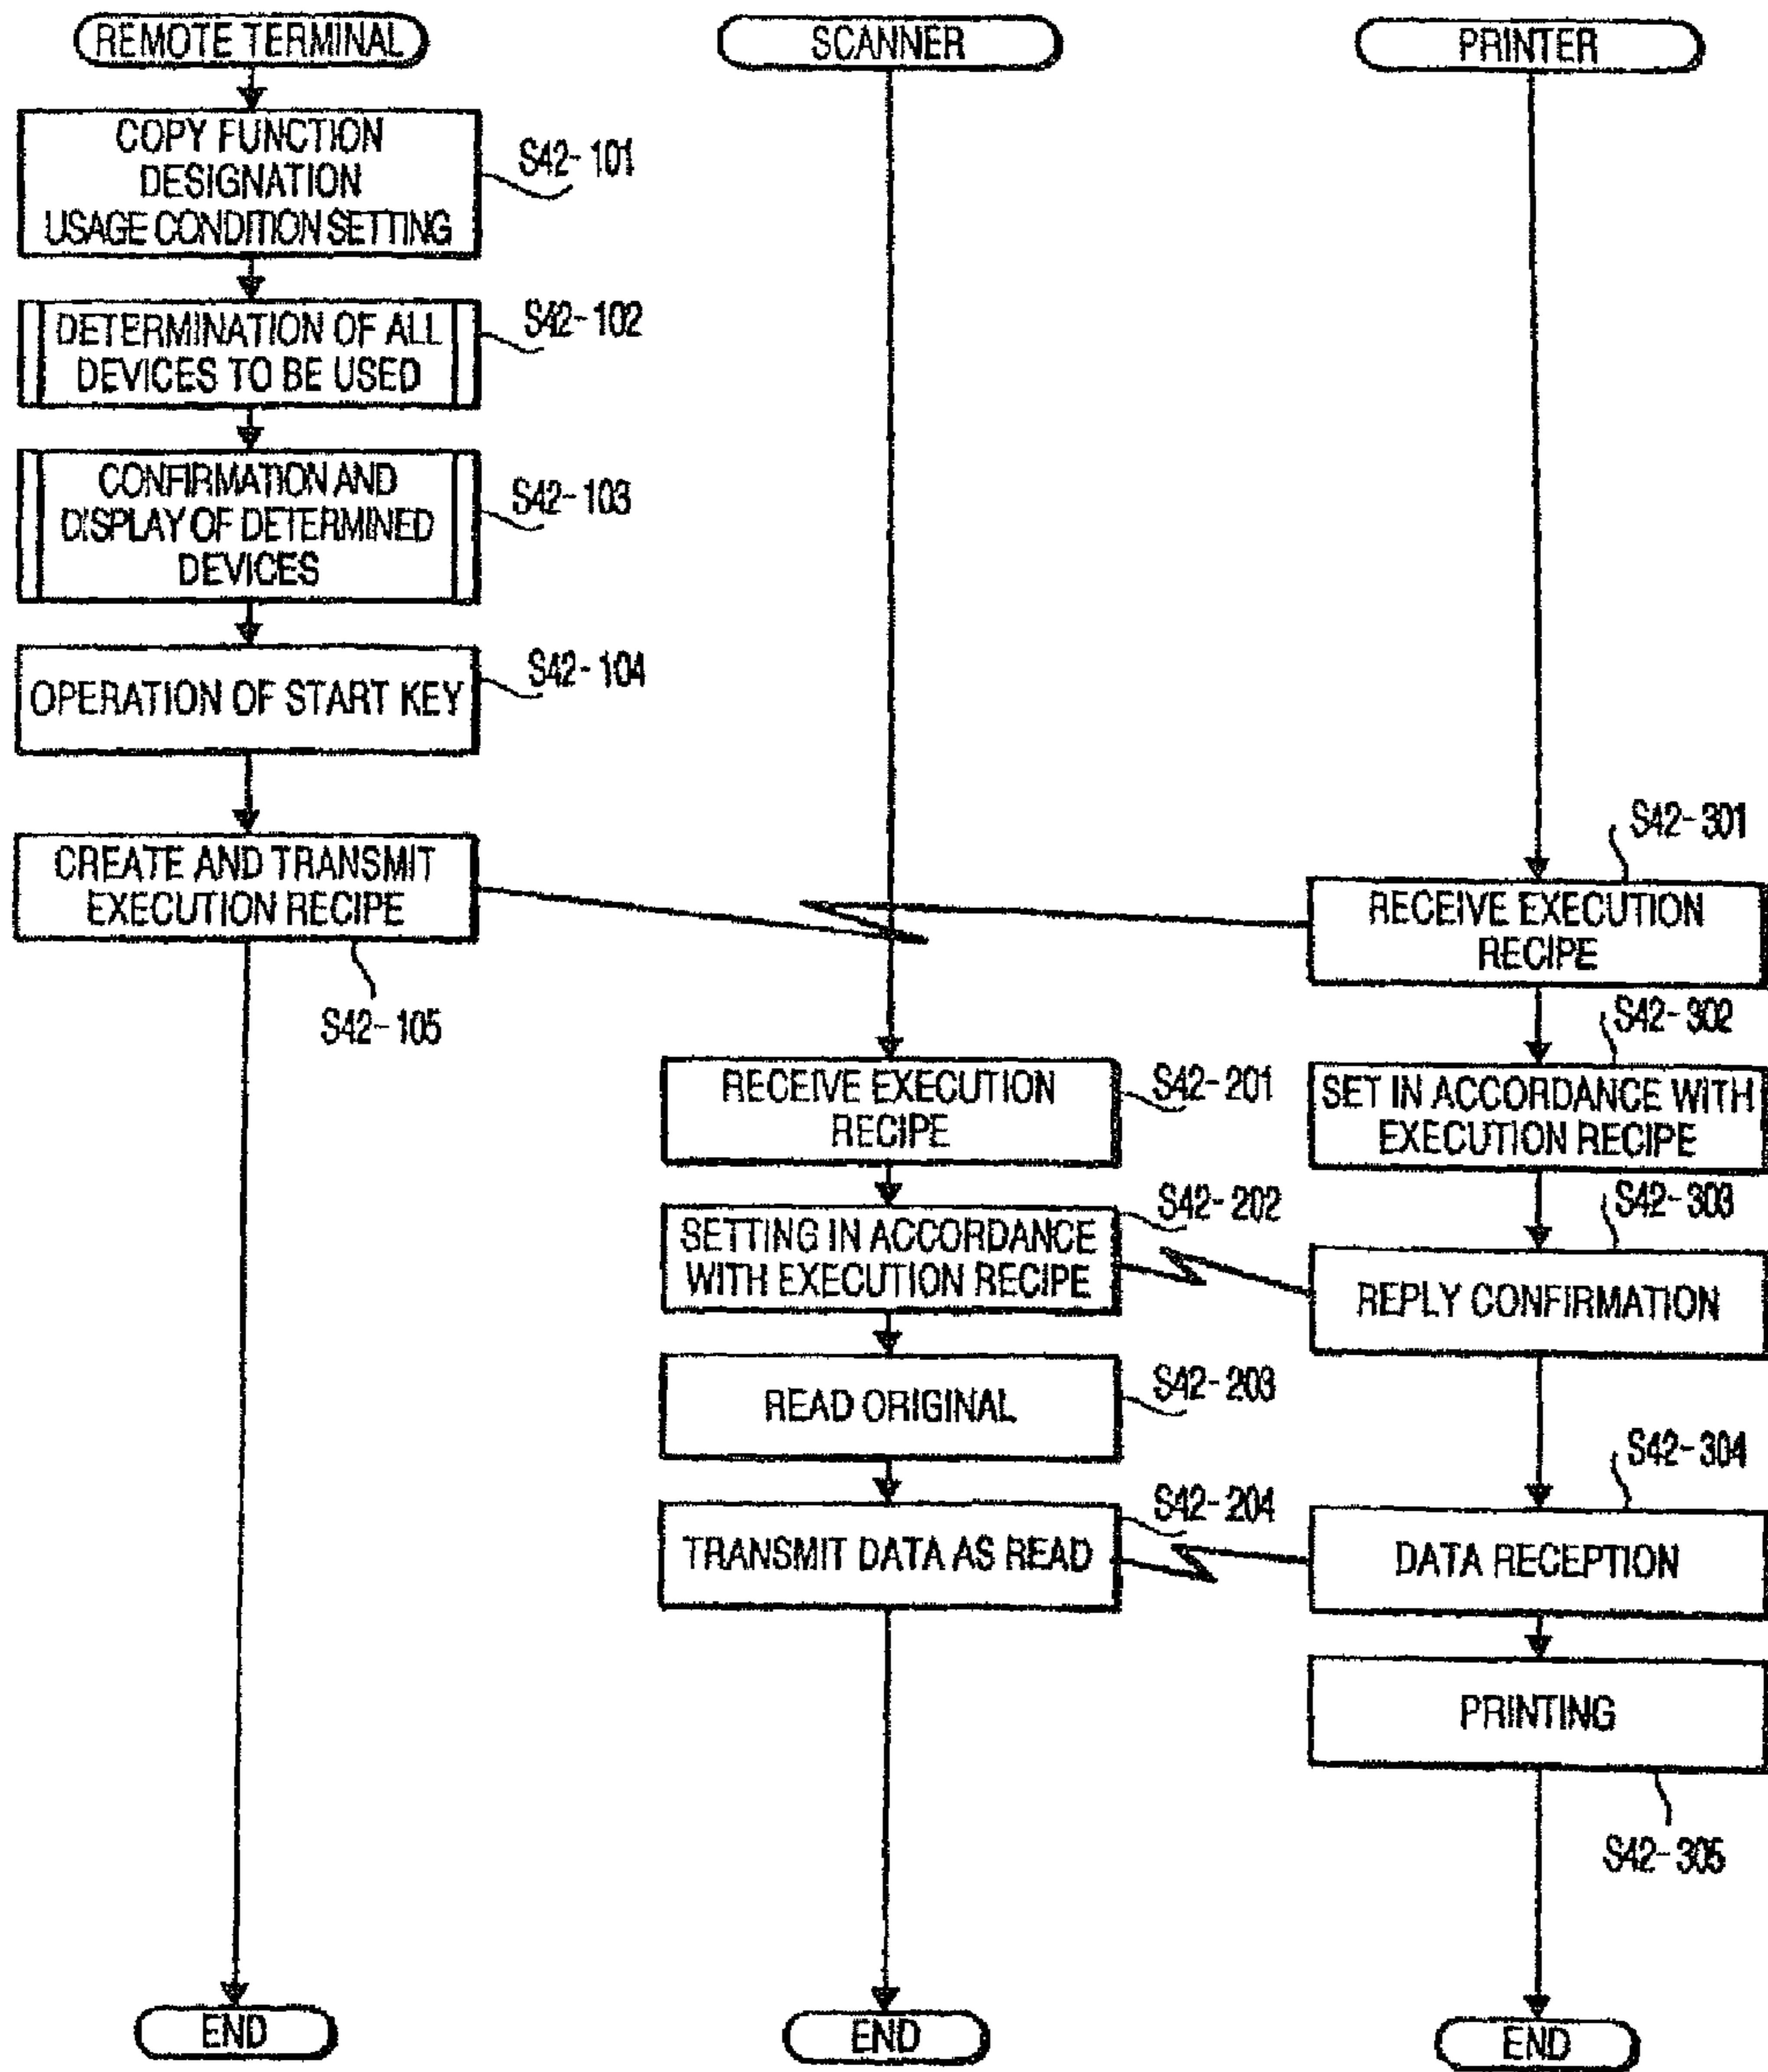 REMOTE TERMINAL
COPY FUNCTION
DESIGNATION
USAGE CONDITION SETTING
S42-101
DETERMINATION OF ALL
DEVICES TO BE USED
S42-102
CONFIRMATION AND
DISPLAY OF DETERMINED
DEVICES
S42-103
OPERATION OF START KEY
S42-104
CREATE AND TRANSMIT
EXECUTION RECIPE
S42-105
END
SCANNER
RECEIVE EXECUTION
RECIPE
S42-201
SETTING IN ACCORDANCE
WITH EXECUTION RECIPE
S42-202
READ ORIGINAL
S42-203
TRANSMIT DATA AS READ
S42-204
END
PRINTER
S42-301
RECEIVE EXECUTION
RECIPE
S42-302
SET IN ACCORDANCE WITH
EXECUTION RECIPE
S42-303
REPLY CONFIRMATION
S42-304
DATA RECEPTION
PRINTING
S42-305
END